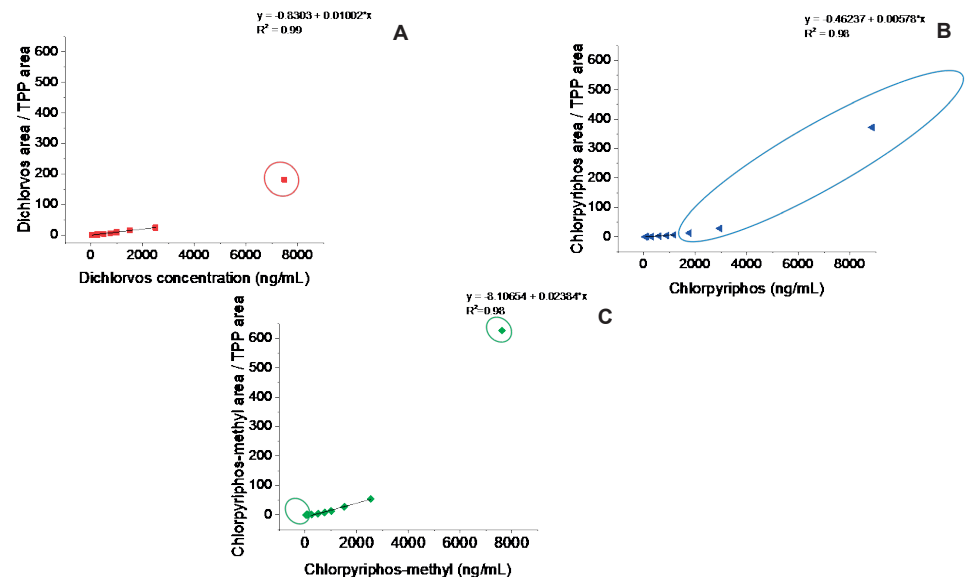 y = -0.8303 + 0.01002*x
R² = 0.99
A
600
500
400
300
200
100
0
Dichlorvos area / TPP area
0 2000 4000 6000 8000
Dichlorvos concentration (ng/mL)
y = -0.46237 + 0.00578*x
R² = 0.98
B
600
500
400
300
200
100
0
Chlorpyriphos area / TPP area
0 2000 4000 6000 8000
Chlorpyriphos (ng/mL)
y = -8.10654 + 0.02384*x
R²=0.98
C
600
500
400
300
200
100
0
Chlorpyriphos-methyl area / TPP area
0 2000 4000 6000 8000
Chlorpyriphos-methyl (ng/mL)